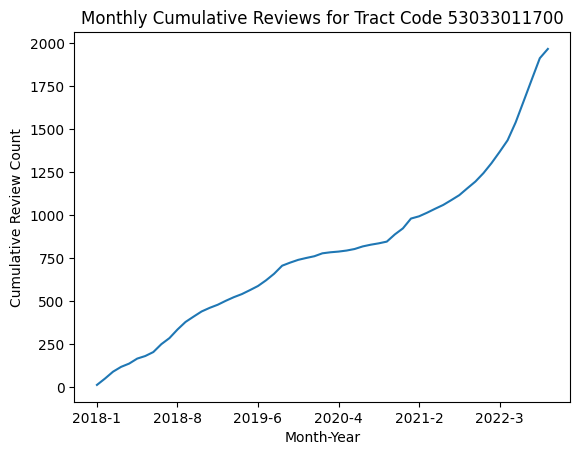 Monthly Cumulative Reviews for Tract Code 53033011700
Cumulative Review Count
2000
1750
1500
1250
1000
750
500
250
0
2018-1 2018-8 2019-6 2020-4 2021-2 2022-3
Month-Year